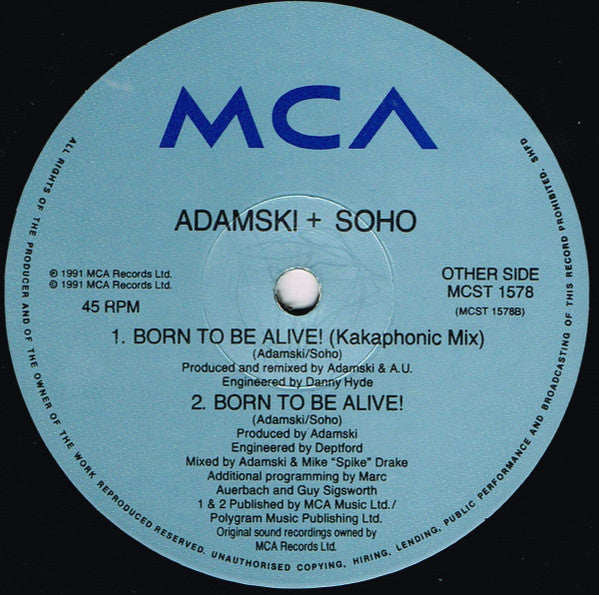 MCA
ADAMSKI + SOHO
© 1991 MCA Records Ltd.
© 1991 MCA Records Ltd.
45 RPM
OTHER SIDE
MCST 1578
(MCST 1578B)
1. BORN TO BE ALIVE! (Kakaphonic Mix)
(Adamski/Soho)
Produced and remixed by Adamski & A.U.
Engineered by Danny Hyde
2. BORN TO BE ALIVE!
(Adamski/Soho)
Produced by Adamski
Engineered by Deptford
Mixed by Adamski & Mike “Spike” Drake
Additional programming by Marc
Auerbach and Guy Sigsworth
1 & 2 Published by MCA Music Ltd./
Polygram Music Publishing Ltd.
Original sound recordings owned by
MCA Records Ltd.
ALL RIGHTS OF THE PRODUCER AND OF THE OWNER OF THE WORK REPRODUCED RESERVED. UNAUTHORISED COPYING, HIRING, LENDING, PUBLIC PERFORMANCE AND BROADCASTING OF THIS RECORD PROHIBITED. SHFD